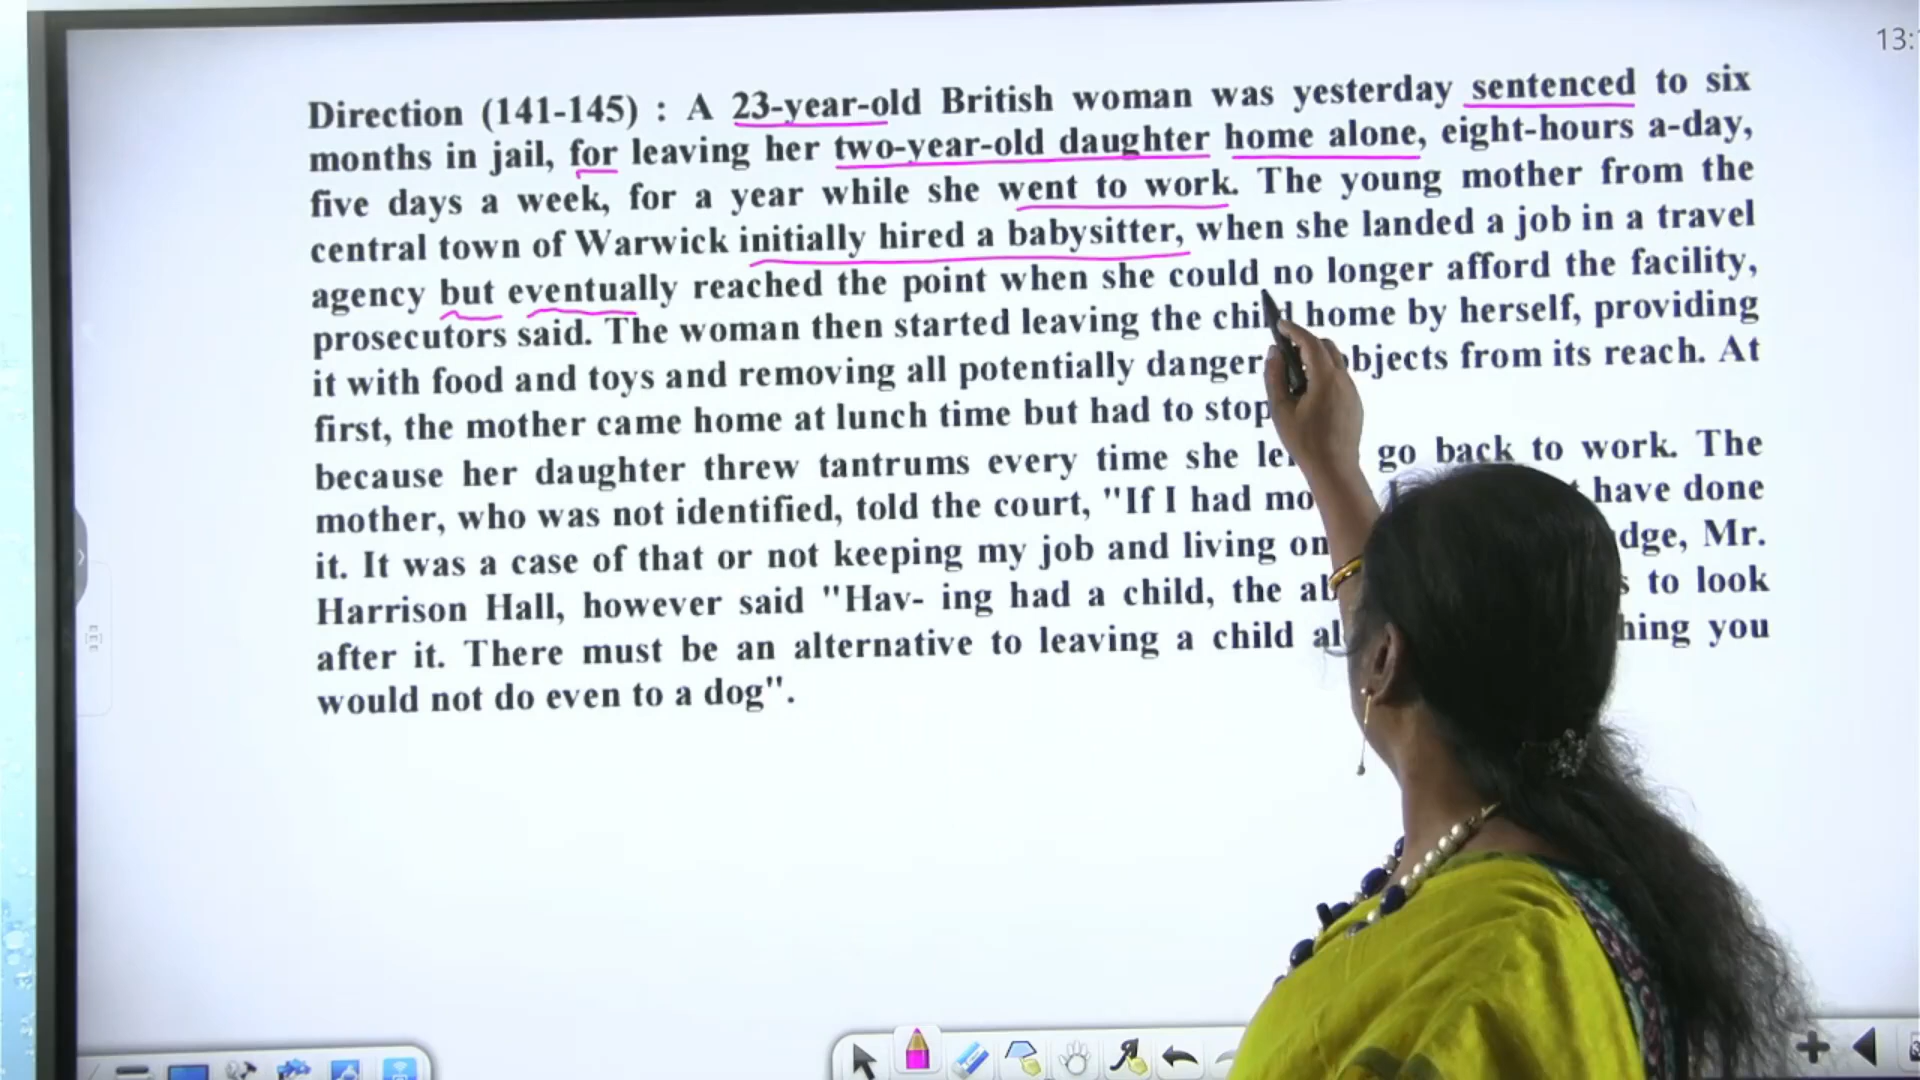 13:
Direction (141-145) : A 23-year-old British woman was yesterday sentenced to six
months in jail, for leaving her two-year-old daughter home alone, eight-hours a-day,
five days a week, for a year while she went to work. The young mother from the
central town of Warwick initially hired a babysitter, when she landed a job in a travel
agency but eventually reached the point when she could no longer afford the facility,
prosecutors said. The woman then started leaving the child home by herself, providing
it with food and toys and removing all potentially objects from its reach. At
first, the mother came home at lunch time but had to stop
because her daughter threw tantrums every time she go back to work. The
mother, who was not identified, told the court, "If I had have done
it. It was a case of that or not keeping my job and living on Mr.
Harrison Hall, however said "Hav- ing had a child, the to look
after it. There must be an alternative to leaving a child you
would not do even to a dog".